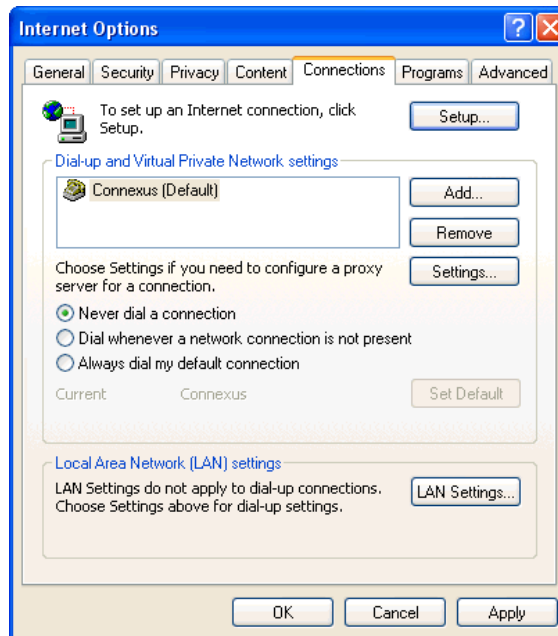 Internet Options
?
General Security Privacy Content Connections Programs Advanced
To set up an Internet connection, click
Setup.
Setup...
Dial-up and Virtual Private Network settings
Connexus (Default)
Add...
Remove
Choose Settings if you need to configure a proxy
server for a connection.
Settings...
Never dial a connection
Dial whenever a network connection is not present
Always dial my default connection
Current Connexus
Set Default
Local Area Network (LAN) settings
LAN Settings do not apply to dial-up connections.
Choose Settings above for dial-up settings.
LAN Settings...
OK Cancel Apply